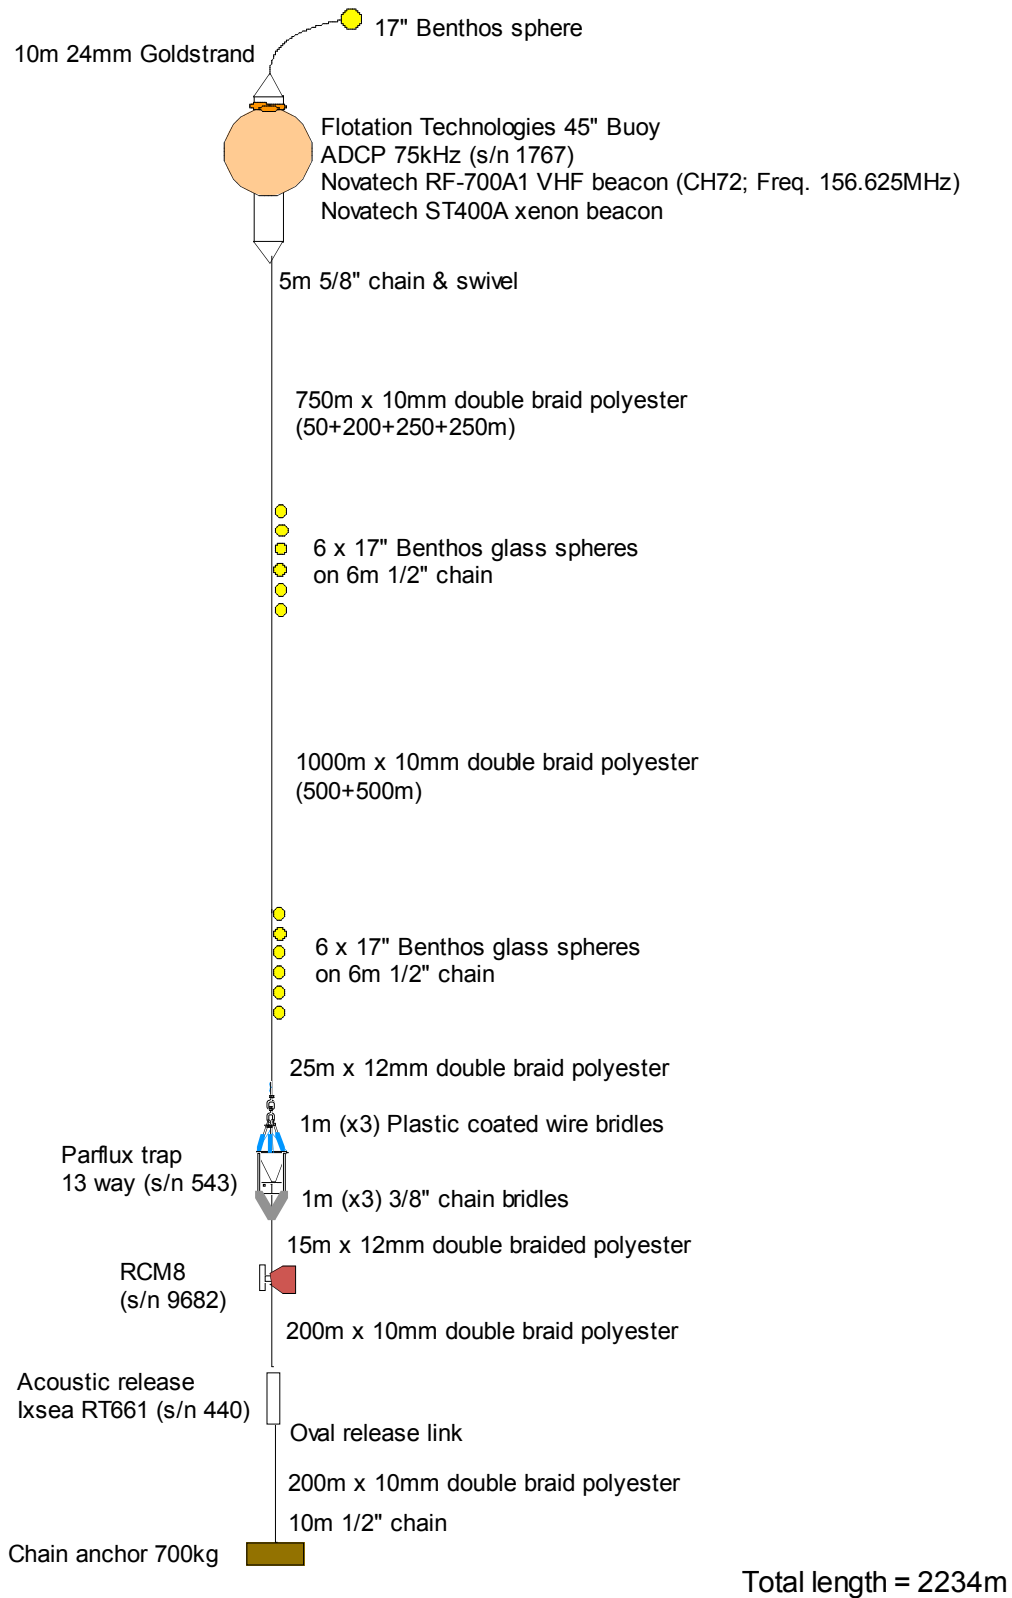 17" Benthos sphere
10m 24mm Goldstrand
Flotation Technologies 45" Buoy
ADCP 75kHz (s/n 1767)
Novatech RF-700A1 VHF beacon (CH72; Freq. 156.625MHz)
Novatech ST400A xenon beacon
5m 5/8" chain & swivel
750m x 10mm double braid polyester
(50+200+250+250m)
6 x 17" Benthos glass spheres
on 6m 1/2" chain
1000m x 10mm double braid polyester
(500+500m)
6 x 17" Benthos glass spheres
on 6m 1/2" chain
25m x 12mm double braid polyester
1m (x3) Plastic coated wire bridles
Parflux trap
13 way (s/n 543)
1m (x3) 3/8" chain bridles
15m x 12mm double braided polyester
RCM8
(s/n 9682)
200m x 10mm double braid polyester
Acoustic release
Ixsea RT661 (s/n 440)
Oval release link
200m x 10mm double braid polyester
10m 1/2" chain
Chain anchor 700kg
Total length = 2234m